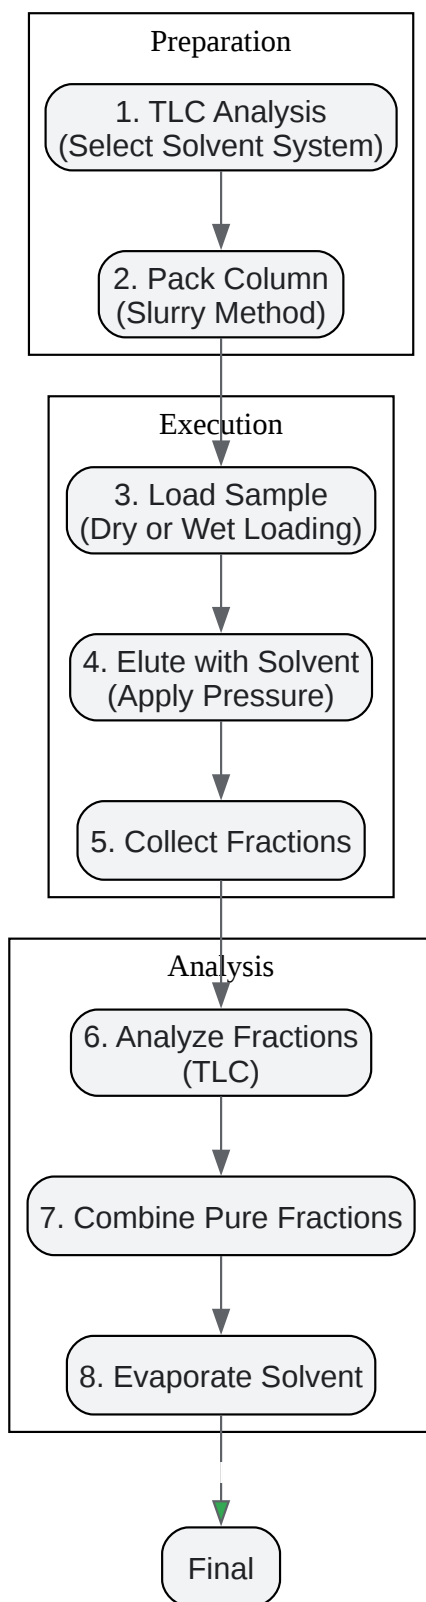 Preparation
1. TLC Analysis
(Select Solvent System)
2. Pack Column
(Slurry Method)
Execution
3. Load Sample
(Dry or Wet Loading)
4. Elute with Solvent
(Apply Pressure)
5. Collect Fractions
Analysis
6. Analyze Fractions
(TLC)
7. Combine Pure Fractions
8. Evaporate Solvent
Final